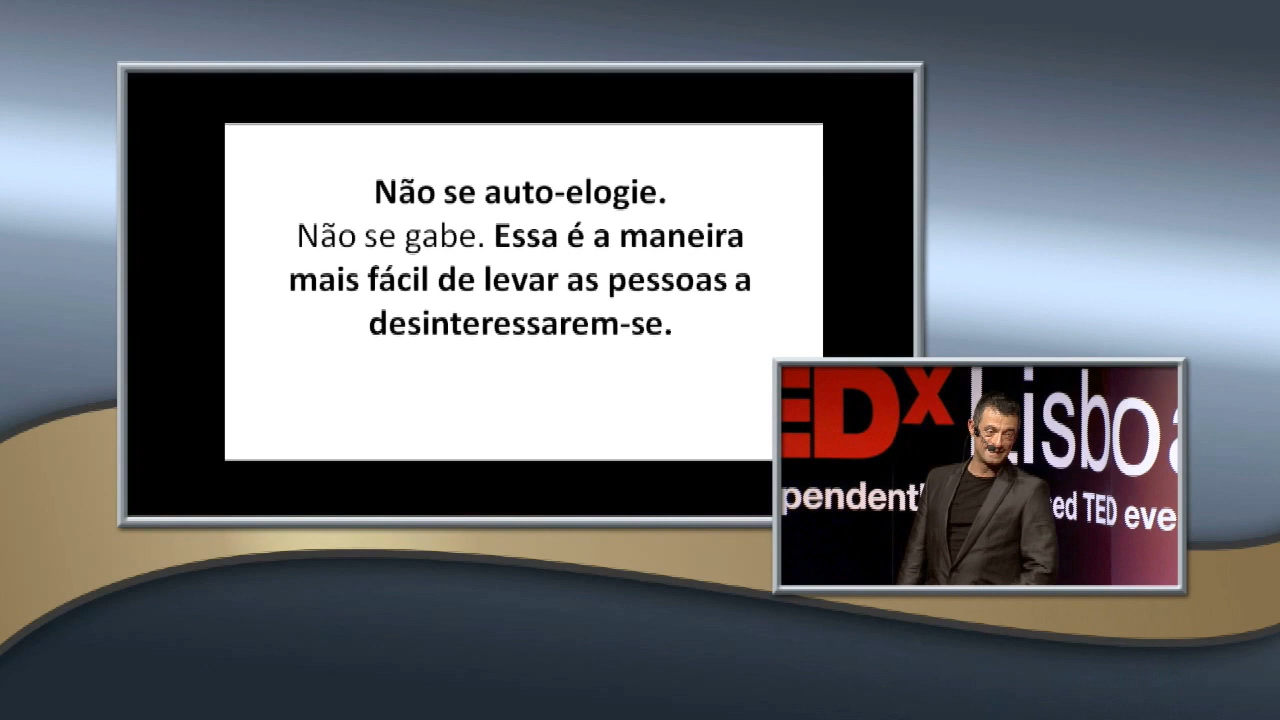 Não se auto-elogie.
Não se gabe. Essa é a maneira
mais fácil de levar as pessoas a
desinteressarem-se.
EDx Lisboa
pendent ed TED eve